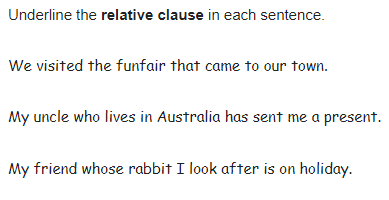 Underline the relative clause in each sentence.
We visited the funfair that came to our town.
My uncle who lives in Australia has sent me a present.
My friend whose rabbit I look after is on holiday.